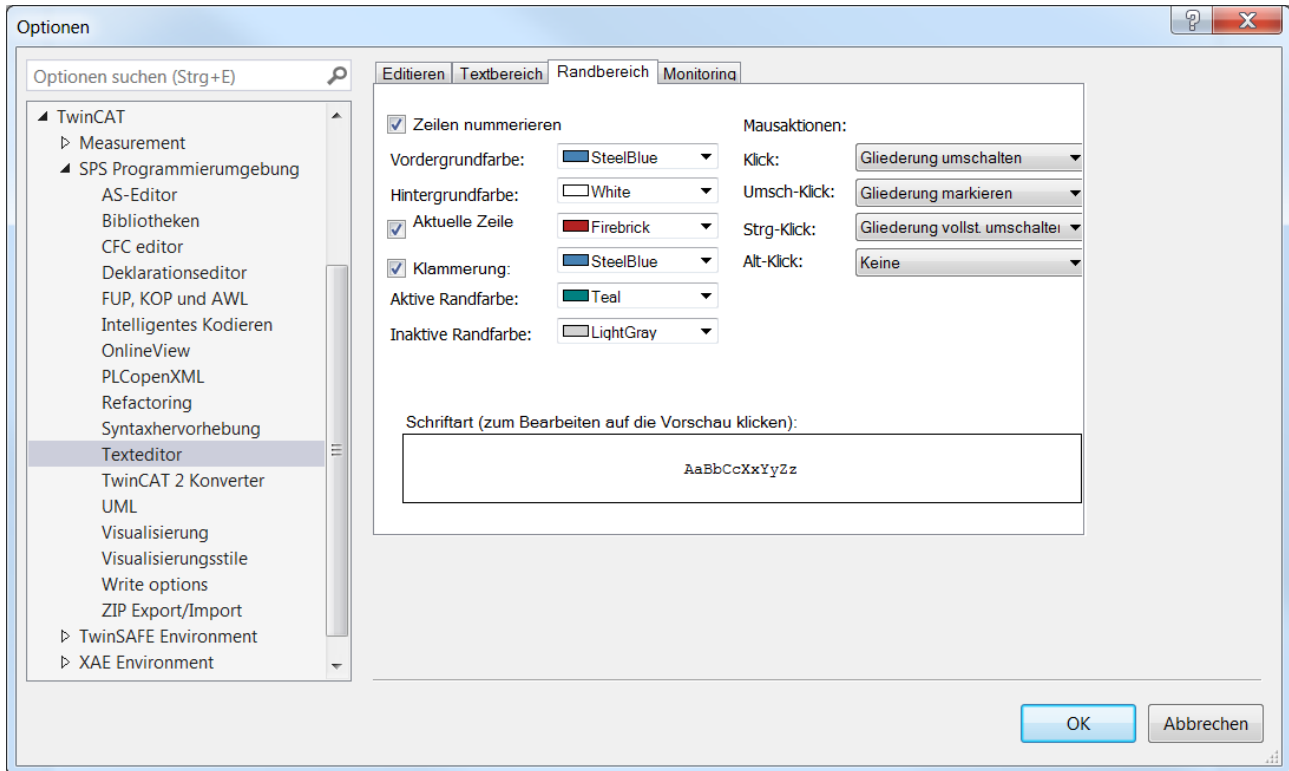 Optionen
Optionen suchen (Strg+E)
TwinCAT
Measurement
SPS Programmierumgebung
AS-Editor
Bibliotheken
CFC editor
Deklarationseditor
FUP, KOP und AWL
Intelligentes Kodieren
OnlineView
PLCopenXML
Refactoring
Syntaxhervorhebung
Texteditor
TwinCAT 2 Konverter
UML
Visualisierung
Visualisierungsstile
Write options
ZIP Export/Import
TwinSAFE Environment
XAE Environment
Editieren Textbereich Randbereich Monitoring
Zeilen nummerieren
Vordergrundfarbe: SteelBlue
Hintergrundfarbe: White
Aktuelle Zeile Firebrick
Klammerung: SteelBlue
Aktive Randfarbe: Teal
Inaktive Randfarbe: LightGray
Mausaktionen:
Klick: Gliederung umschalten
Umsch-Klick: Gliederung markieren
Strg-Klick: Gliederung vollst. umschalter
Alt-Klick: Keine
Schriftart (zum Bearbeiten auf die Vorschau klicken):
AaBbCcXxYyZz
OK Abbrechen